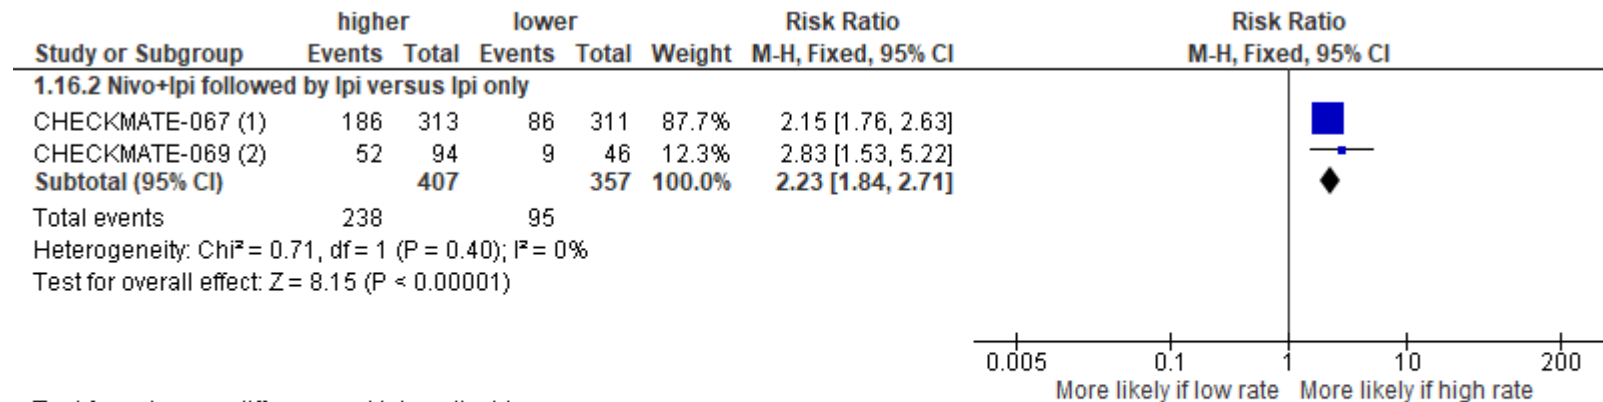 higher lower Risk Ratio Risk Ratio
Study or Subgroup Events Total Events Total Weight M-H, Fixed, 95% CI M-H, Fixed, 95% CI
1.16.2 Nivo+Ipi followed by Ipi versus Ipi only
CHECKMATE-067 (1) 186 313 86 311 87.7% 2.15 [1.76, 2.63]
CHECKMATE-069 (2) 52 94 9 46 12.3% 2.83 [1.53, 5.22]
Subtotal (95% CI) 407 357 100.0% 2.23 [1.84, 2.71]
Total events 238 95
Heterogeneity: Chi² = 0.71, df = 1 (P = 0.40); I² = 0%
Test for overall effect: Z = 8.15 (P < 0.00001)
0.005 0.1 1 10 200
More likely if low rate More likely if high rate